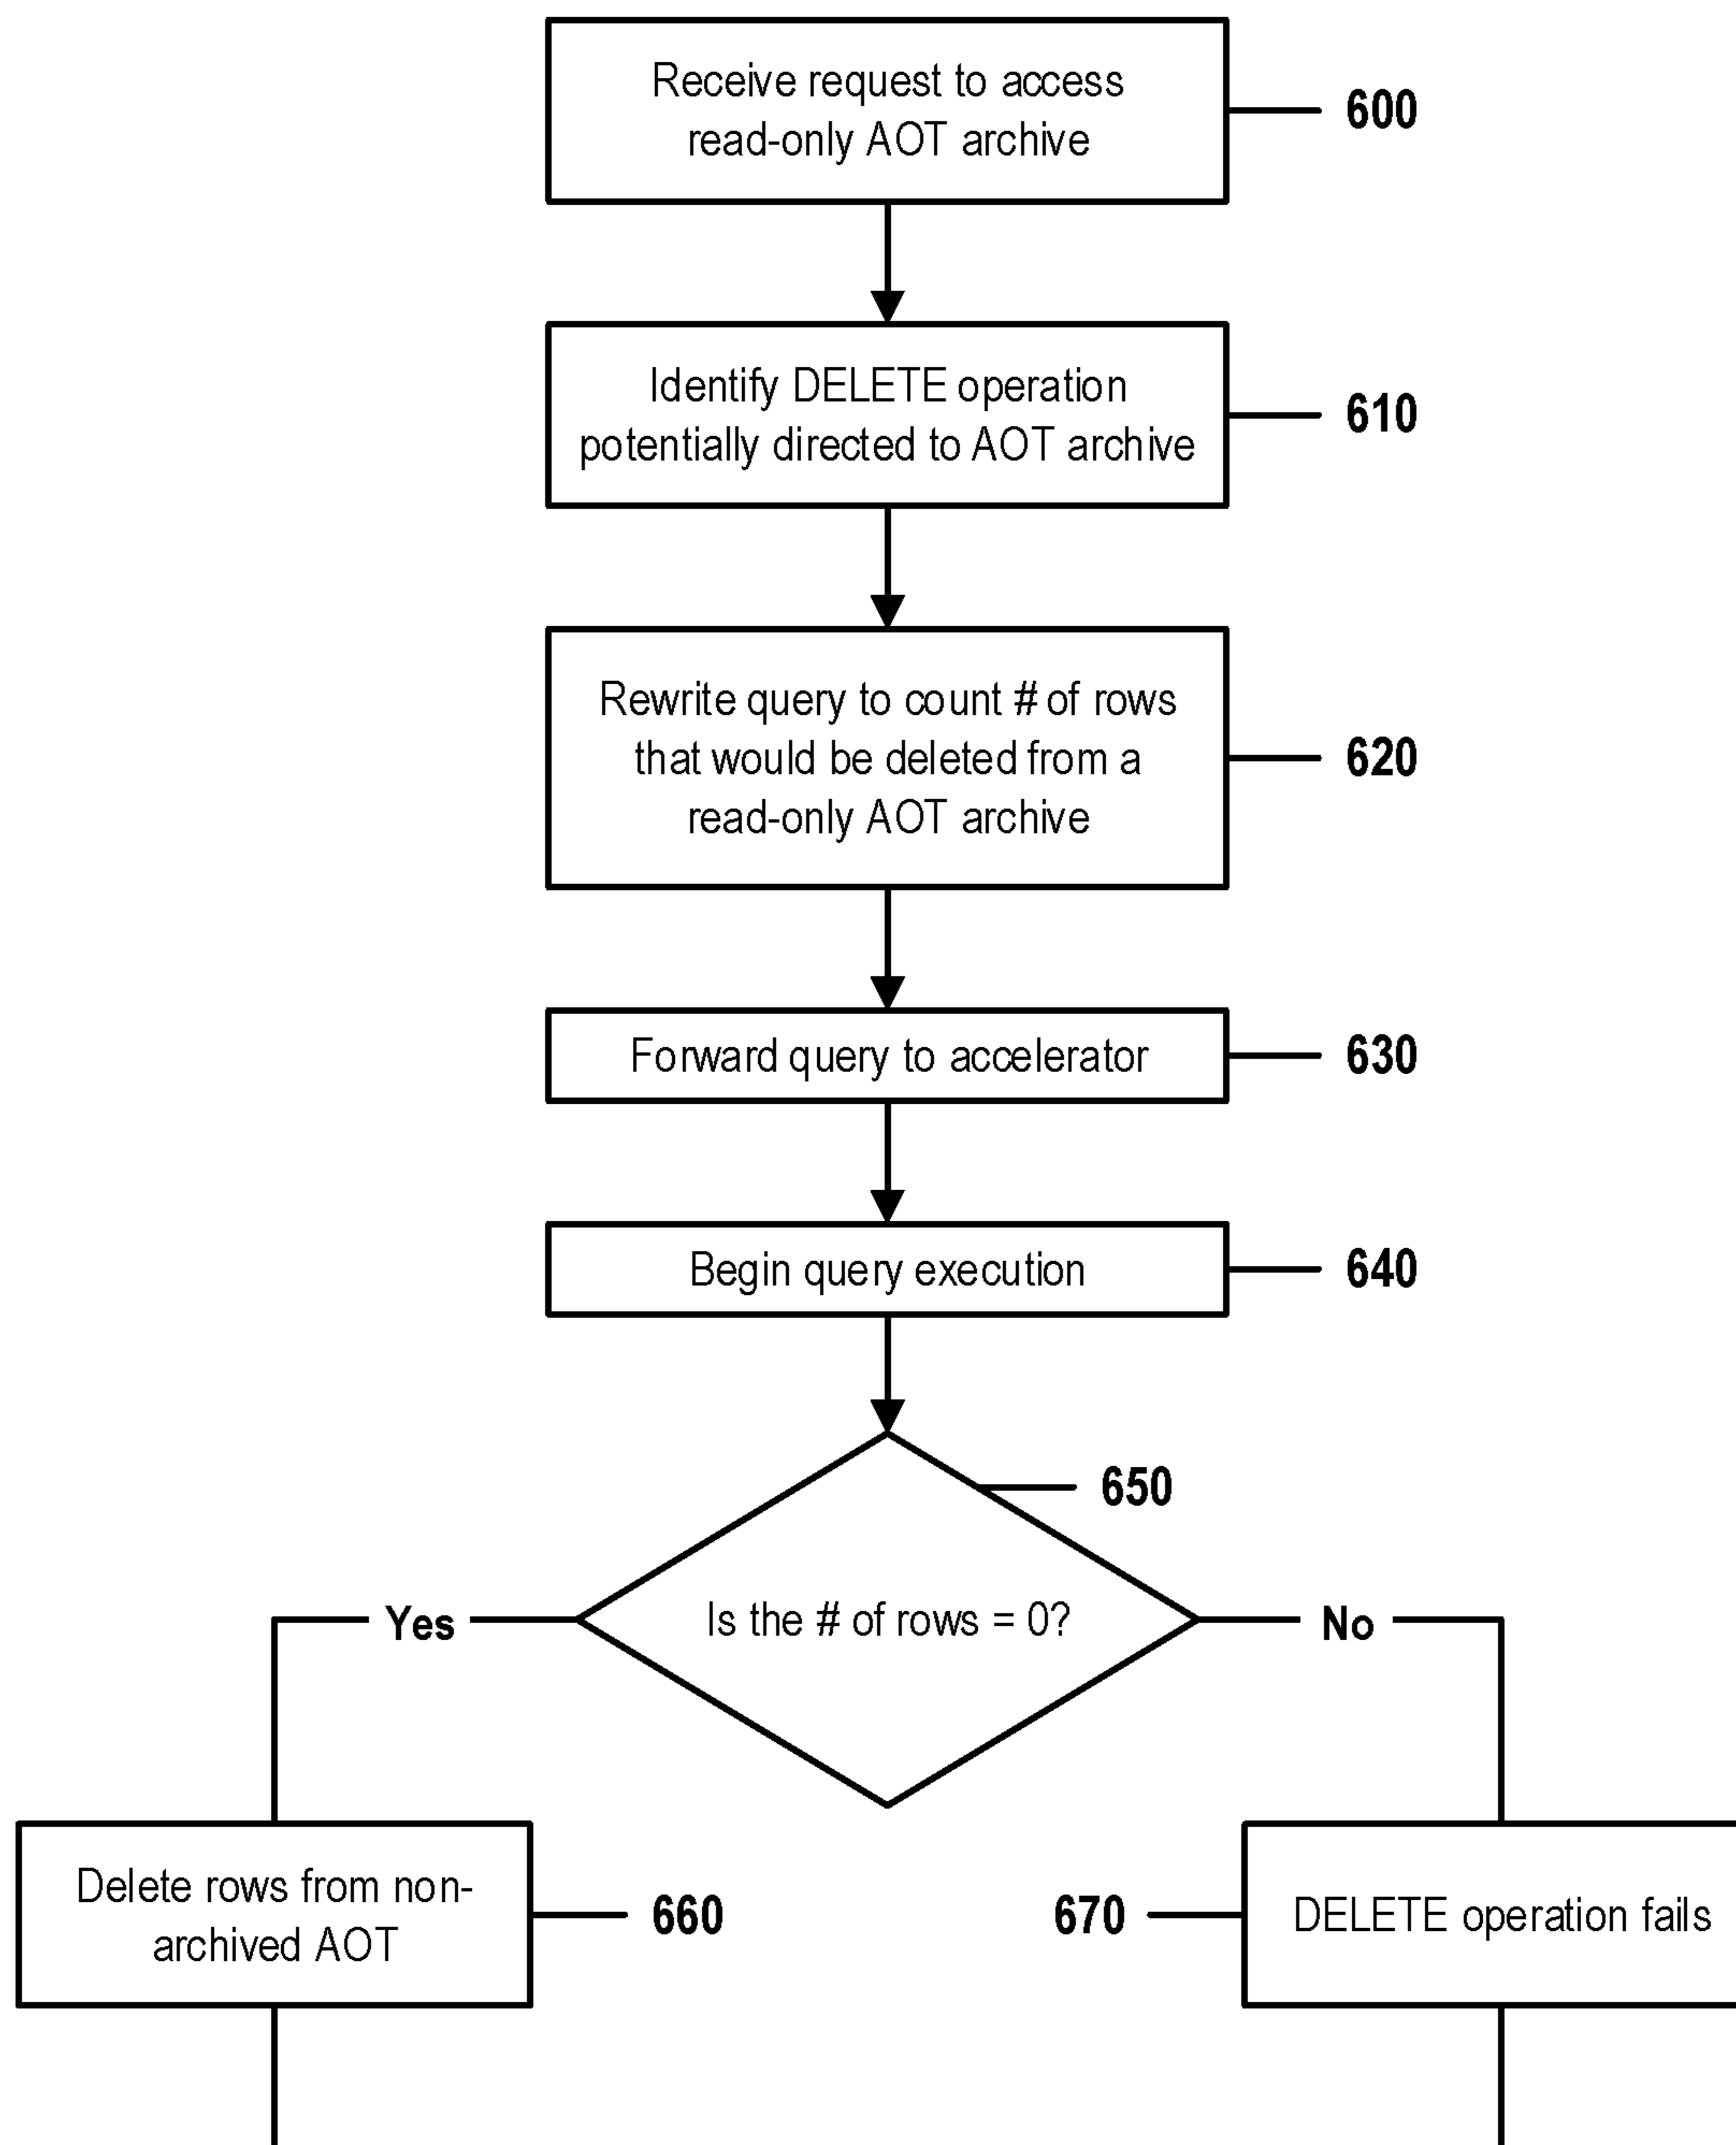 Receive request to access
read-only AOT archive
600
Identify DELETE operation
potentially directed to AOT archive
610
Rewrite query to count # of rows
that would be deleted from a
read-only AOT archive
620
Forward query to accelerator
630
Begin query execution
640
650
Is the # of rows = 0?
Yes
No
Delete rows from non-
archived AOT
660
670
DELETE operation fails